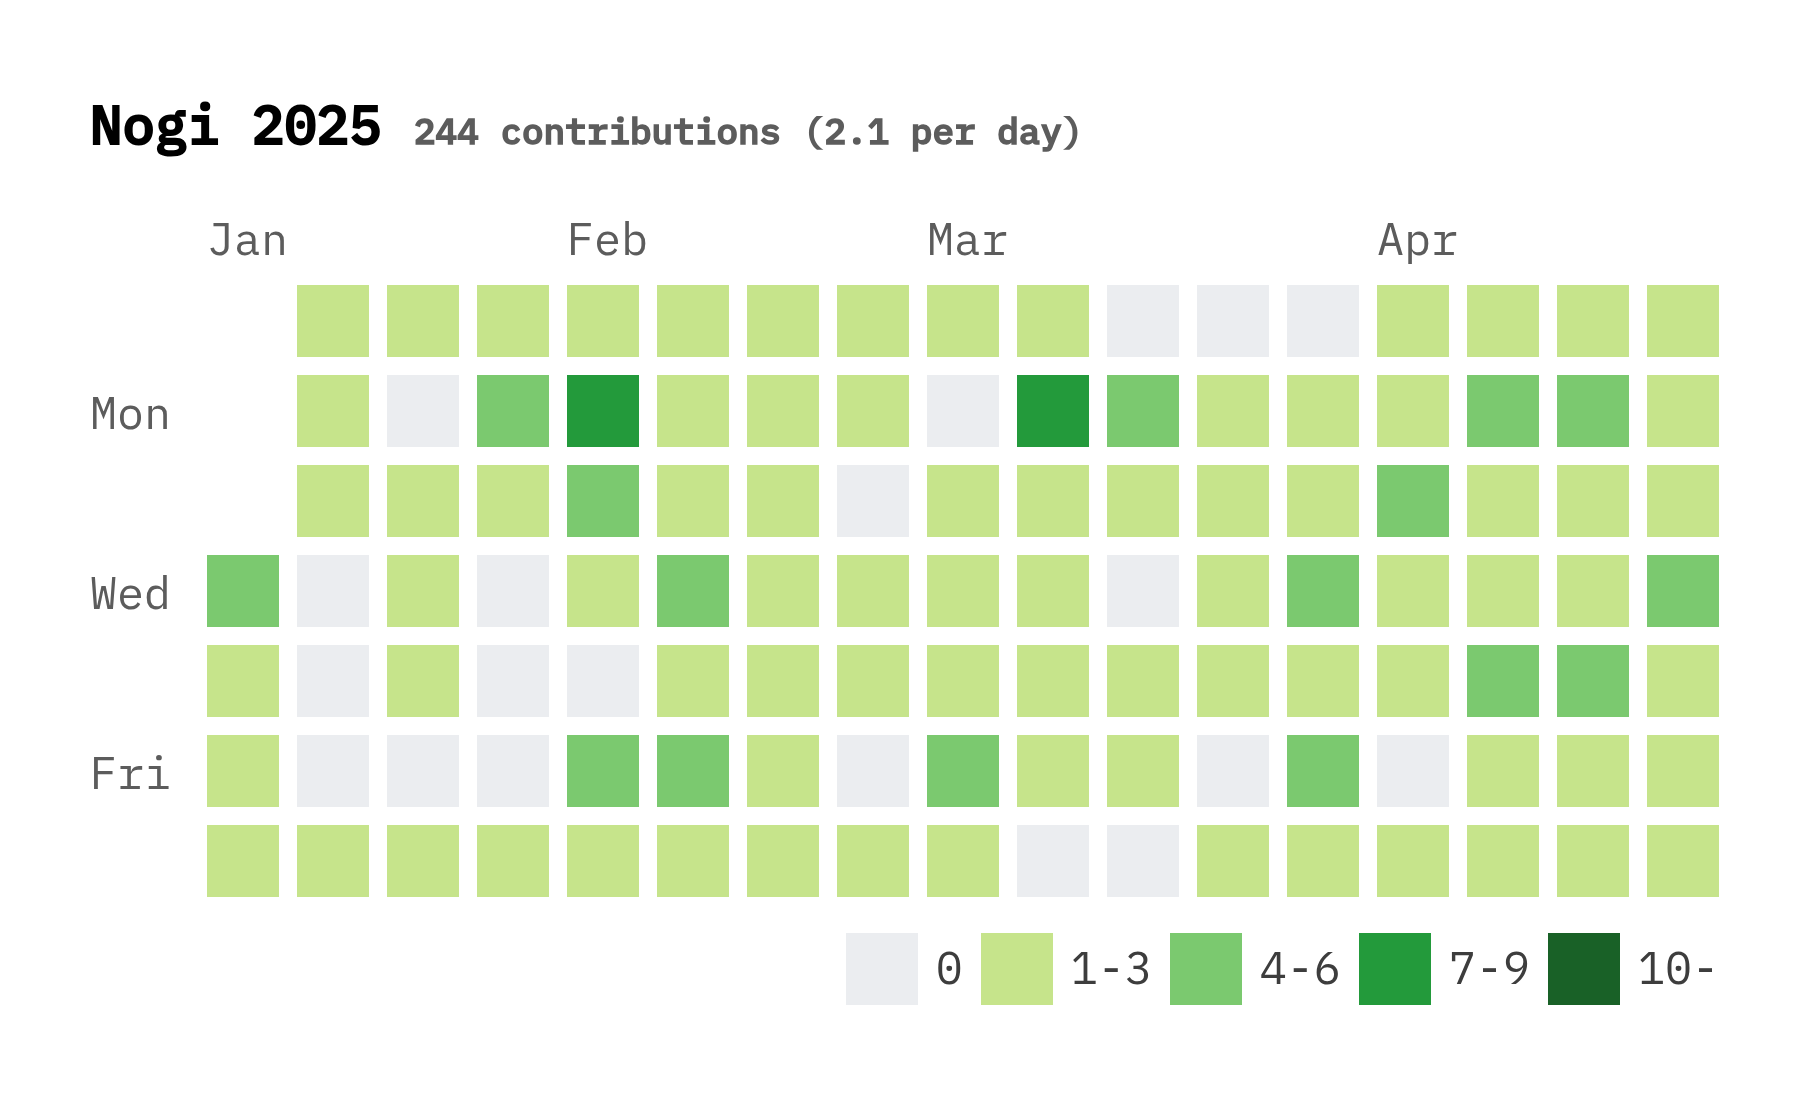 Nogi 2025 244 contributions (2.1 per day)
Jan Feb Mar Apr
Mon
Wed
Fri
0 1-3 4-6 7-9 10-